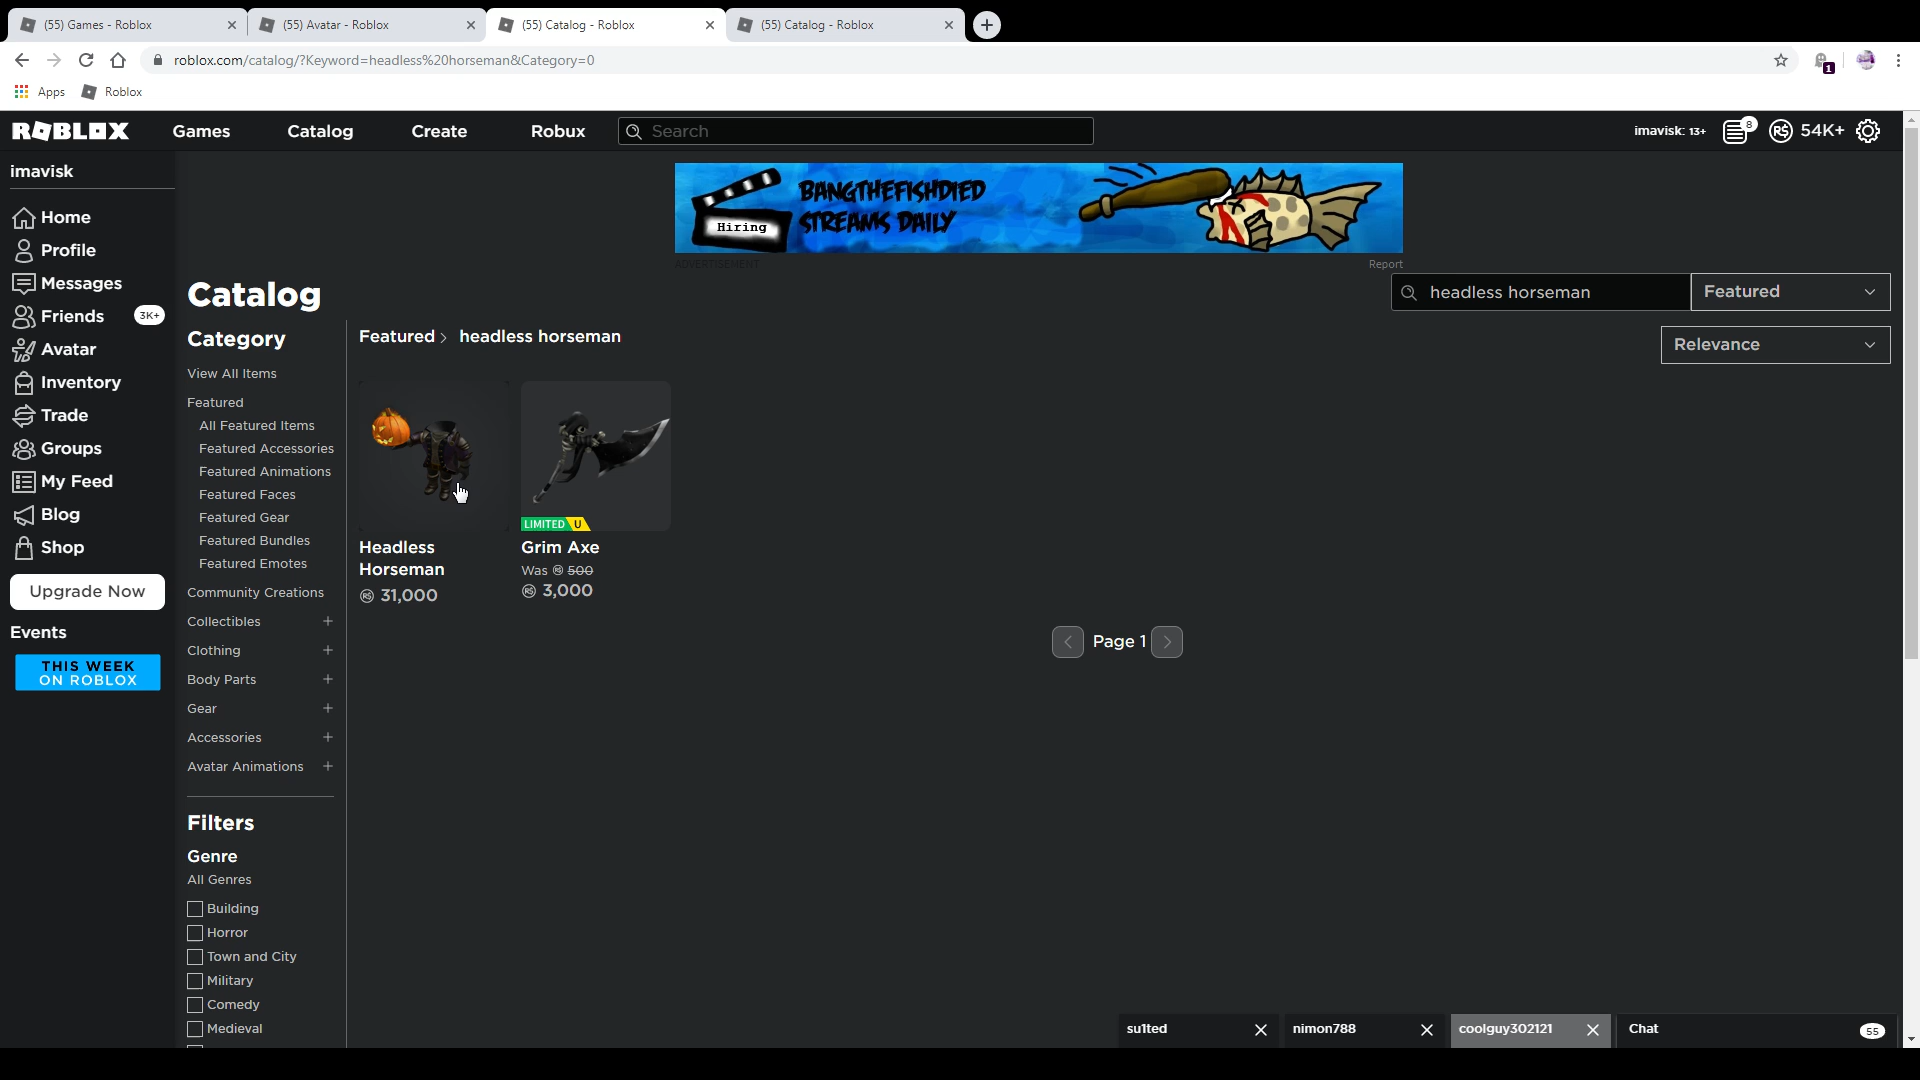 (55) Games - Roblox
(55) Avatar - Roblox
(55) Catalog - Roblox
(55) Catalog - Roblox
roblox.com/catalog/?Keyword=headless%20horseman&Category=0
1
Apps
Roblox
ROBLOX
Games
Catalog
Create
Robux
Search
imavisk: 13+
8
54K+
imavisk
Home
Profile
Messages
Friends
3K+
Avatar
Inventory
Trade
Groups
My Feed
Blog
Shop
Upgrade Now
Events
THIS WEEK
ON ROBLOX
Hiring
BANGTHEFISHDIED
STREAMS DAILY
ADVERTISEMENT
Report
Catalog
headless horseman
Featured
Category
Featured > headless horseman
Relevance
View All Items
Featured
All Featured Items
Featured Accessories
Featured Animations
Featured Faces
Featured Gear
Featured Bundles
Featured Emotes
Community Creations
Collectibles +
Clothing +
Body Parts +
Gear +
Accessories +
Avatar Animations +
Filters
Genre
All Genres
Building
Horror
Town and City
Military
Comedy
Medieval
Headless
Horseman
31,000
LIMITED U
Grim Axe
Was 500
3,000
Page 1
su1ted
nimon788
coolguy302121
Chat
55